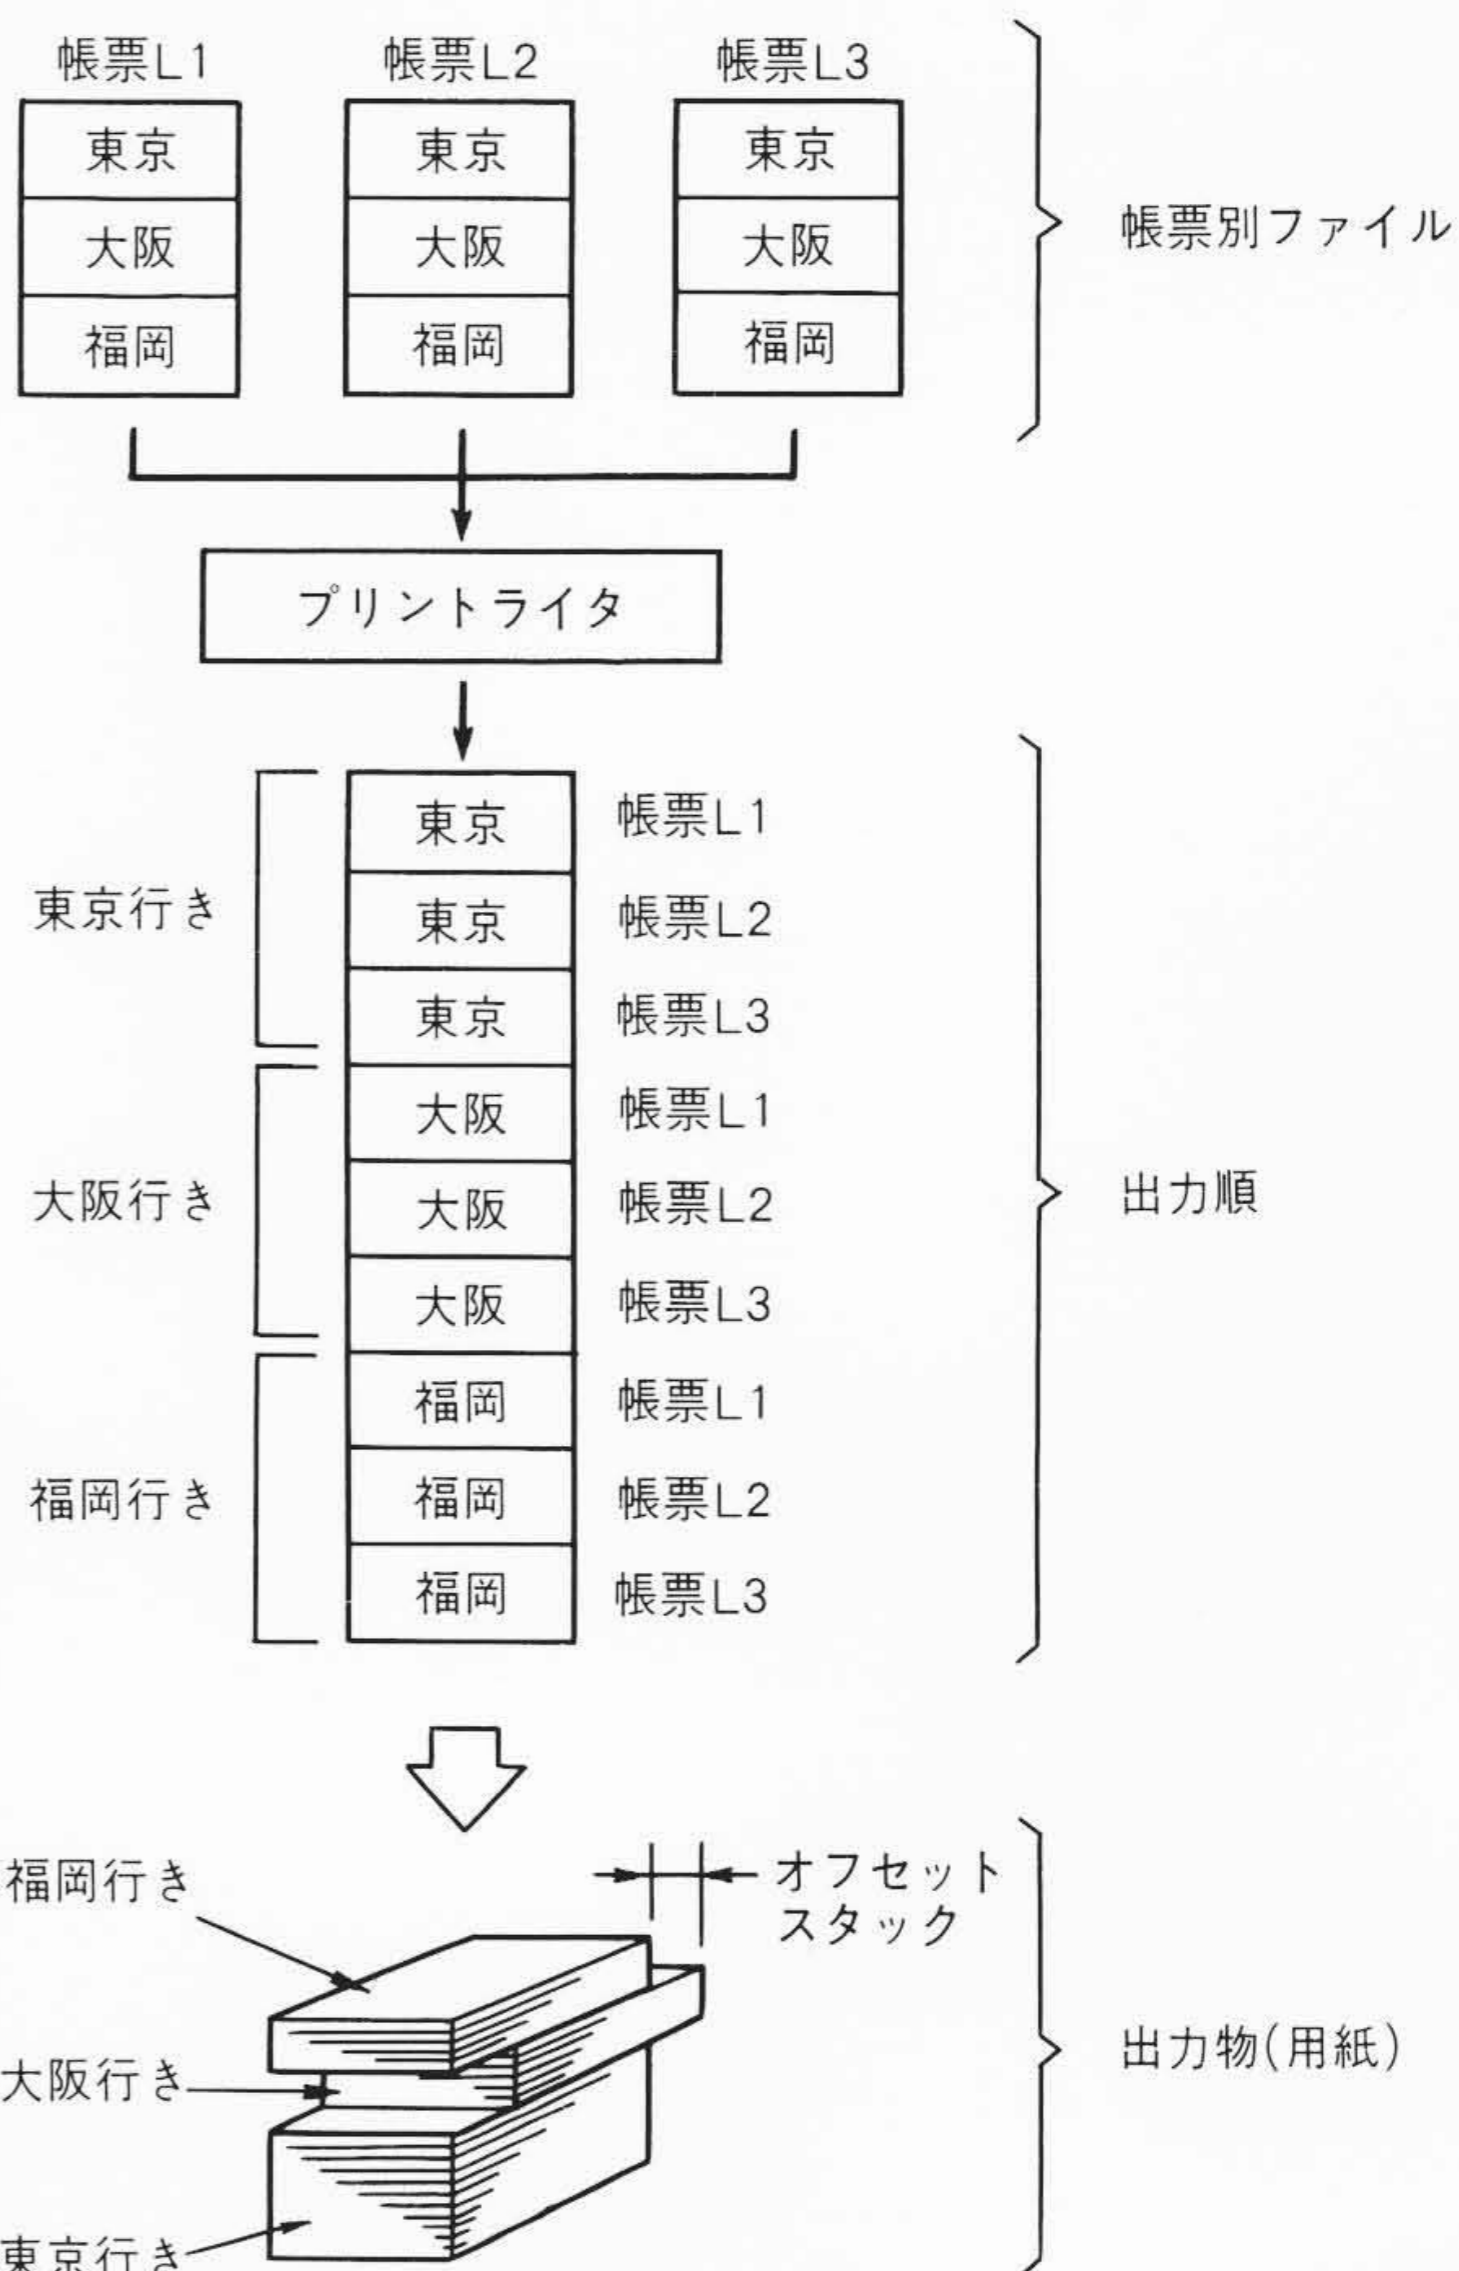 帳票L1
帳票L2
帳票L3
東京
東京
東京
大阪
大阪
大阪
福岡
福岡
福岡
帳票別ファイル
プリントライタ
東京行き
東京
帳票L1
東京
帳票L2
東京
帳票L3
大阪行き
大阪
帳票L1
大阪
帳票L2
大阪
帳票L3
福岡行き
福岡
帳票L1
福岡
帳票L2
福岡
帳票L3
出力順
福岡行き
オフセット
スタック
大阪行き
東京行き
出力物(用紙)